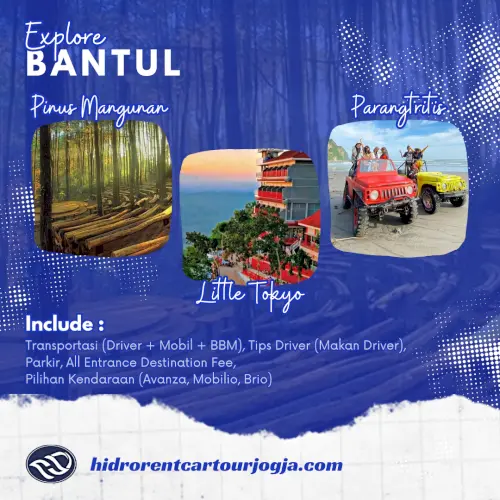 Explore
BANTUL
Pinus Mangunan
Parangtritis
Little Tokyo
Include :
Transportasi (Driver + Mobil + BBM), Tips Driver (Makan Driver),
Parkir, All Entrance Destination Fee,
Pilihan Kendaraan (Avanza, Mobilio, Brio)
hidrorentcartourjogja.com